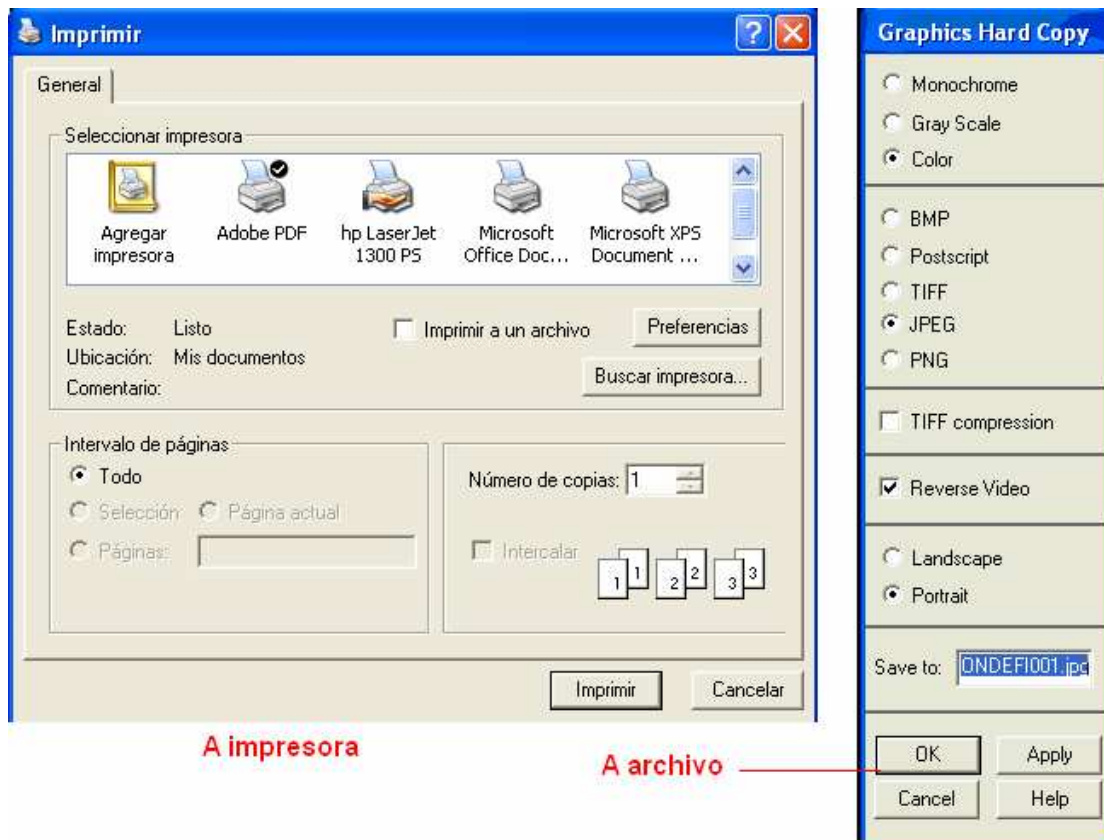 Imprimir
General
Seleccionar impresora
Agregar impresora
Adobe PDF
hp LaserJet 1300 PS
Microsoft Office Doc...
Microsoft XPS Document ...
Estado: Listo
Imprimir a un archivo
Preferencias
Ubicación: Mis documentos
Buscar impresora...
Comentario:
Intervalo de páginas
Todo
Selección
Página actual
Páginas:
Número de copias: 1
Intercalar
1 1 2 2 3 3
Imprimir
Cancelar
A impresora
Graphics Hard Copy
Monochrome
Gray Scale
Color
BMP
Postscript
TIFF
JPEG
PNG
TIFF compression
Reverse Video
Landscape
Portrait
Save to: ONDEFI001.jpg
A archivo
OK
Apply
Cancel
Help